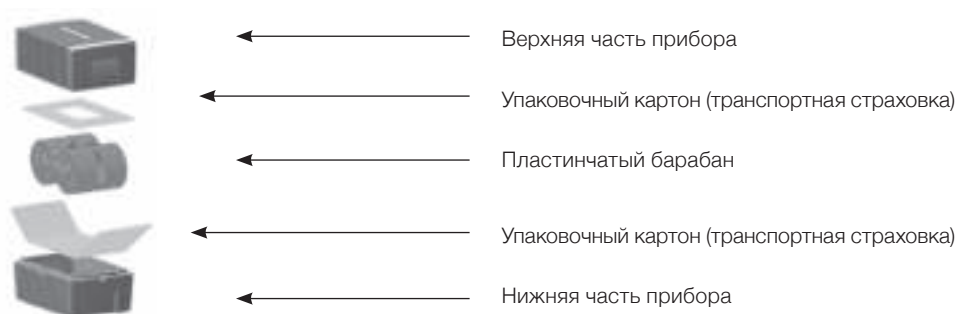 Верхняя часть прибора
Упаковочный картон (транспортная страховка)
Пластинчатый барабан
Упаковочный картон (транспортная страховка)
Нижняя часть прибора